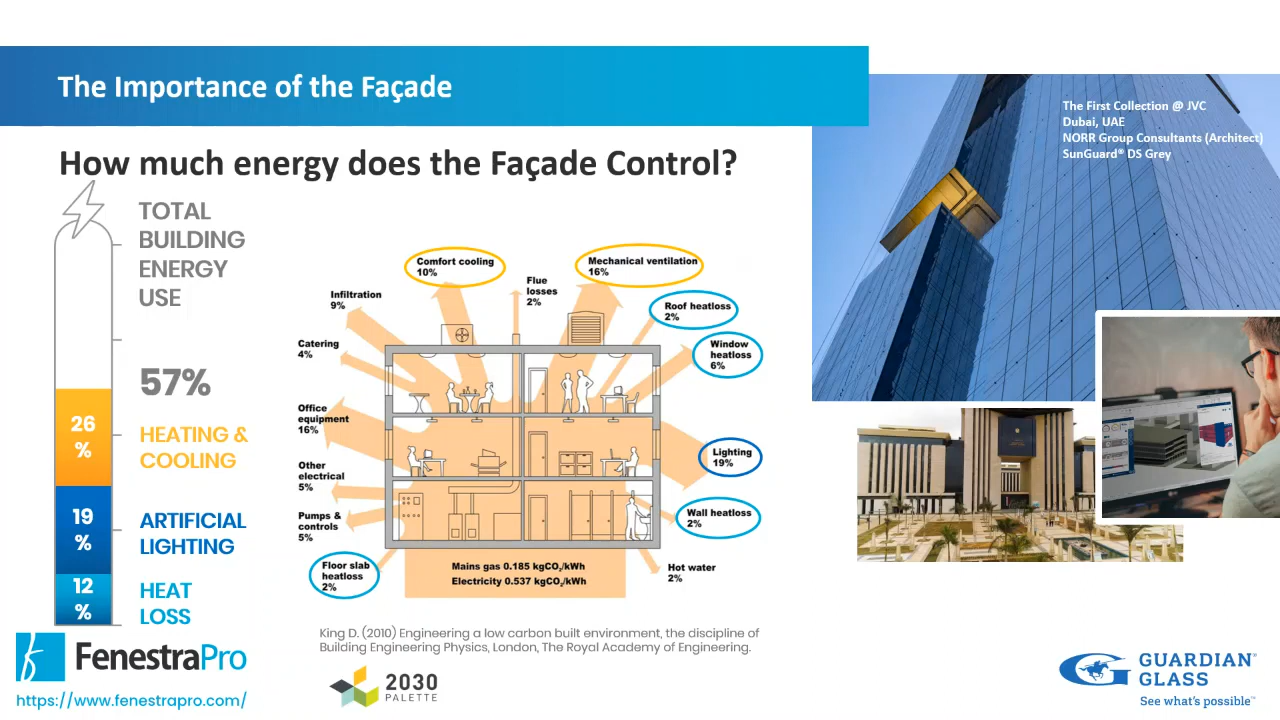 The Importance of the Façade
The First Collection @ JVC
Dubai, UAE
NORR Group Consultants (Architect)
SunGuard® DS Grey
How much energy does the Façade Control?
TOTAL
BUILDING
ENERGY
USE
57%
26
%
HEATING &
COOLING
19
%
ARTIFICIAL
LIGHTING
12
%
HEAT
LOSS
Comfort cooling
10%
Mechanical ventilation
16%
Flue
losses
2%
Infiltration
9%
Roof heatloss
2%
Catering
4%
Window
heatloss
6%
Office
equipment
16%
Lighting
19%
Other
electrical
5%
Pumps &
controls
5%
Wall heatloss
2%
Floor slab
heatloss
2%
Mains gas 0.185 kgCO₂/kWh
Electricity 0.537 kgCO₂/kWh
Hot water
2%
King D. (2010) Engineering a low carbon built environment, the discipline of
Building Engineering Physics, London, The Royal Academy of Engineering.
FenestraPro
https://www.fenestrapro.com/
2030
PALETTE
GUARDIAN®
GLASS
See what's possible™